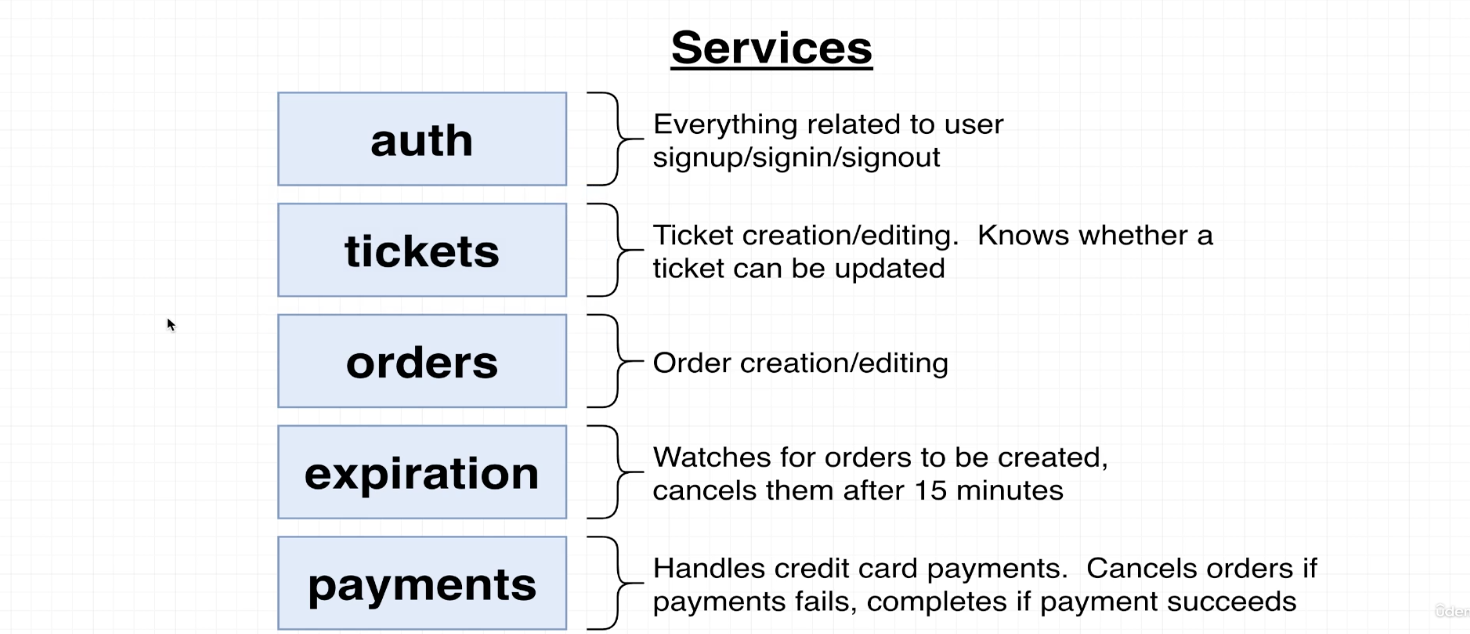 Services
auth
Everything related to user
signup/signin/signout
tickets
Ticket creation/editing.  Knows whether a
ticket can be updated
orders
Order creation/editing
expiration
Watches for orders to be created,
cancels them after 15 minutes
payments
Handles credit card payments.  Cancels orders if
payments fails, completes if payment succeeds